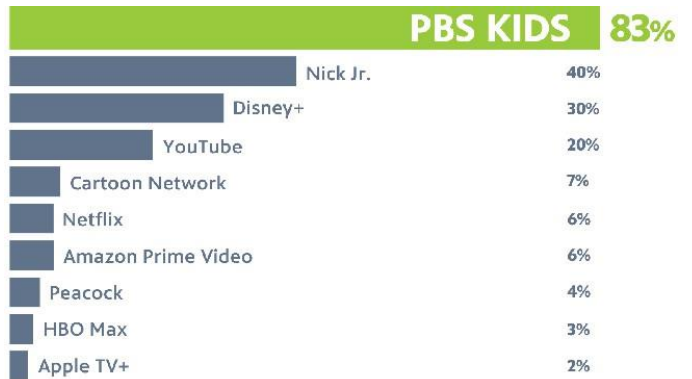 PBS KIDS 83%
Nick Jr. 40%
Disney+ 30%
YouTube 20%
Cartoon Network 7%
Netflix 6%
Amazon Prime Video 6%
Peacock 4%
HBO Max 3%
Apple TV+ 2%